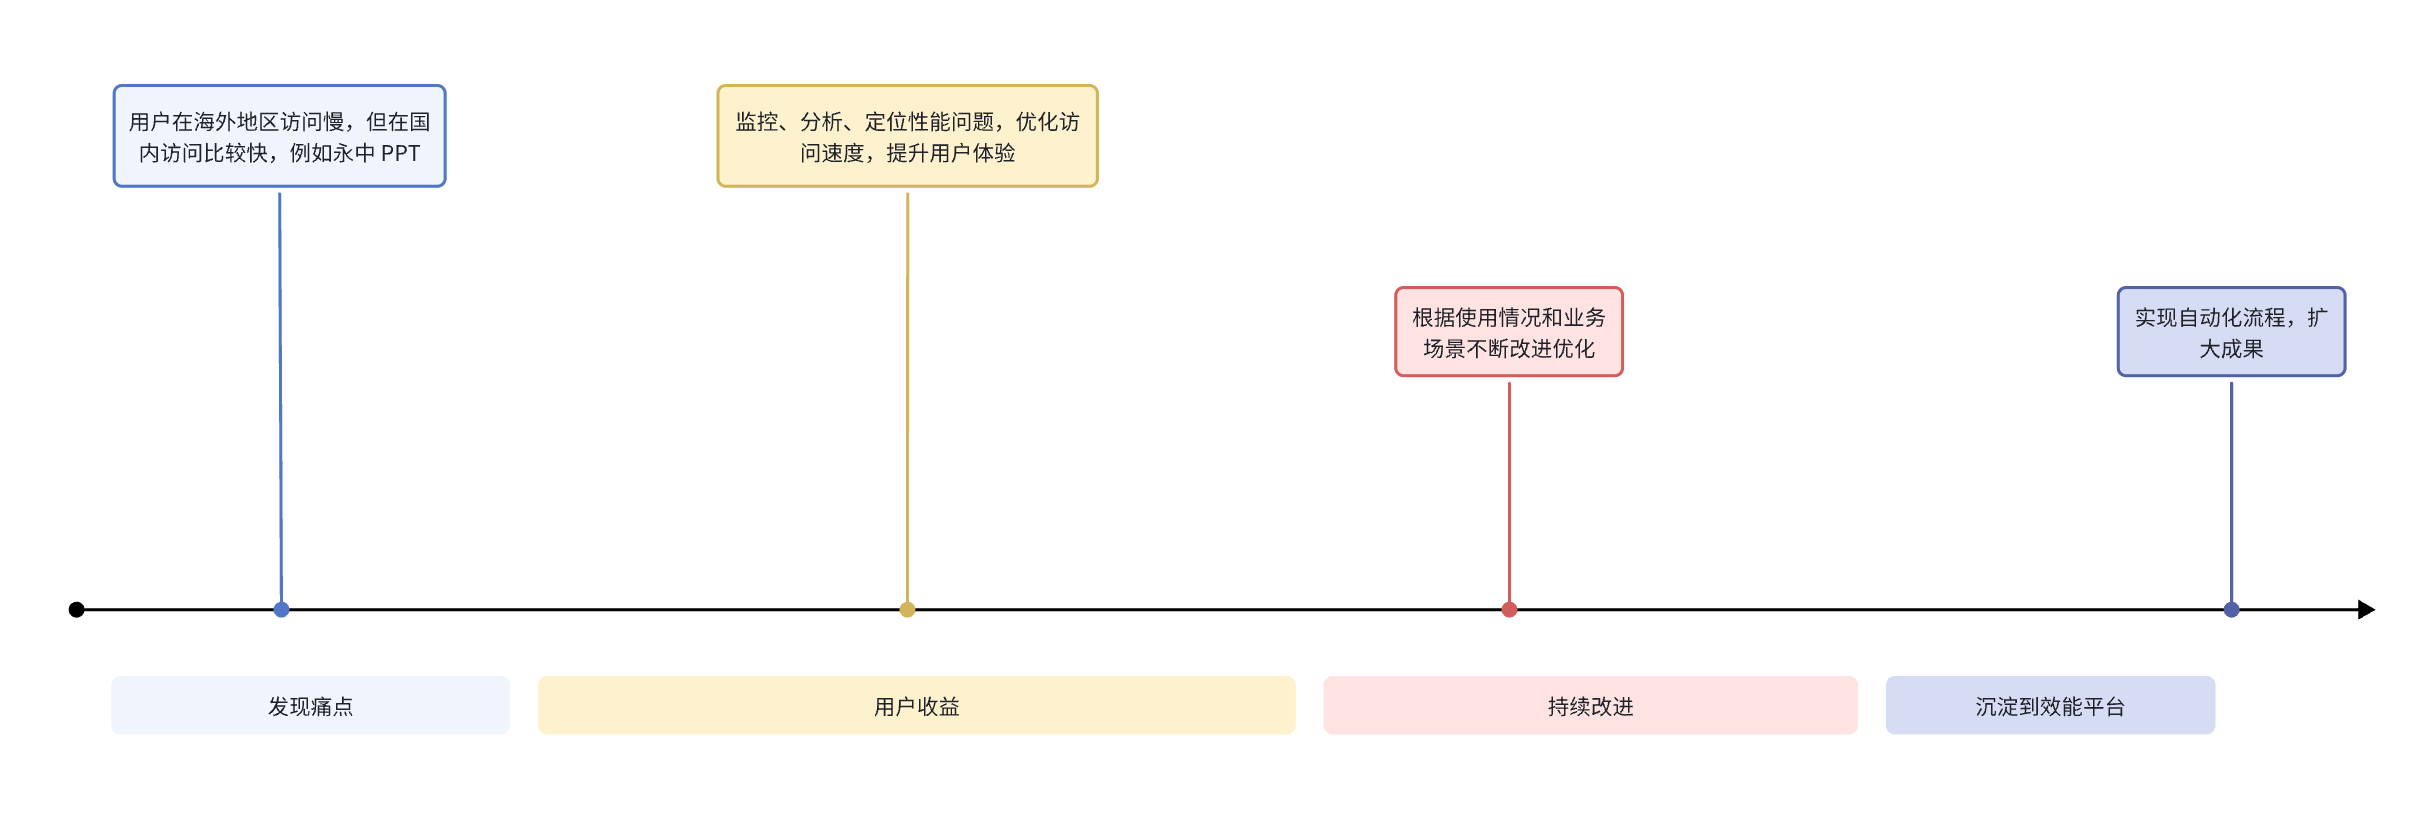 用户在海外地区访问慢，但在国
内访问比较快，例如永中 PPT
监控、分析、定位性能问题，优化访
问速度，提升用户体验
根据使用情况和业务
场景不断改进优化
实现自动化流程，扩
大成果
发现痛点
用户收益
持续改进
沉淀到效能平台